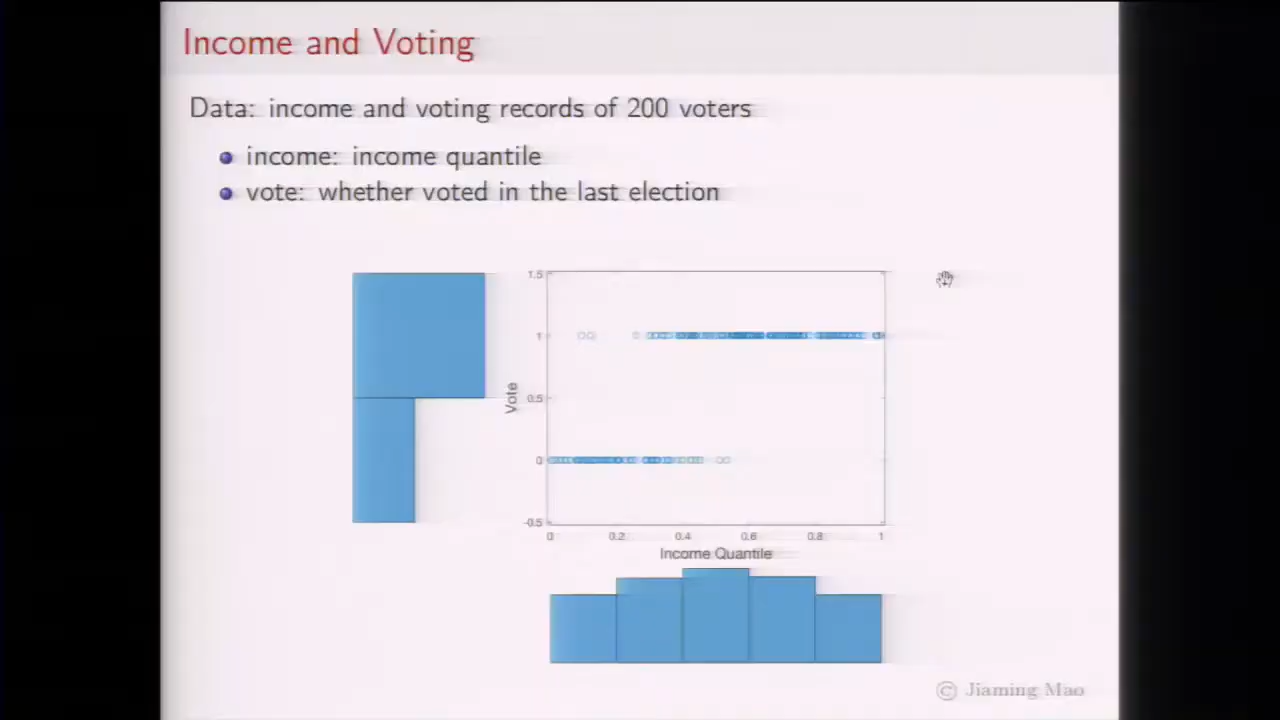 Income and Voting
Data: income and voting records of 200 voters
income: income quantile
vote: whether voted in the last election
1.5
1
0.5
0
-0.5
Vote
0 0.2 0.4 0.6 0.8 1
Income Quantile
© Jiaming Mao